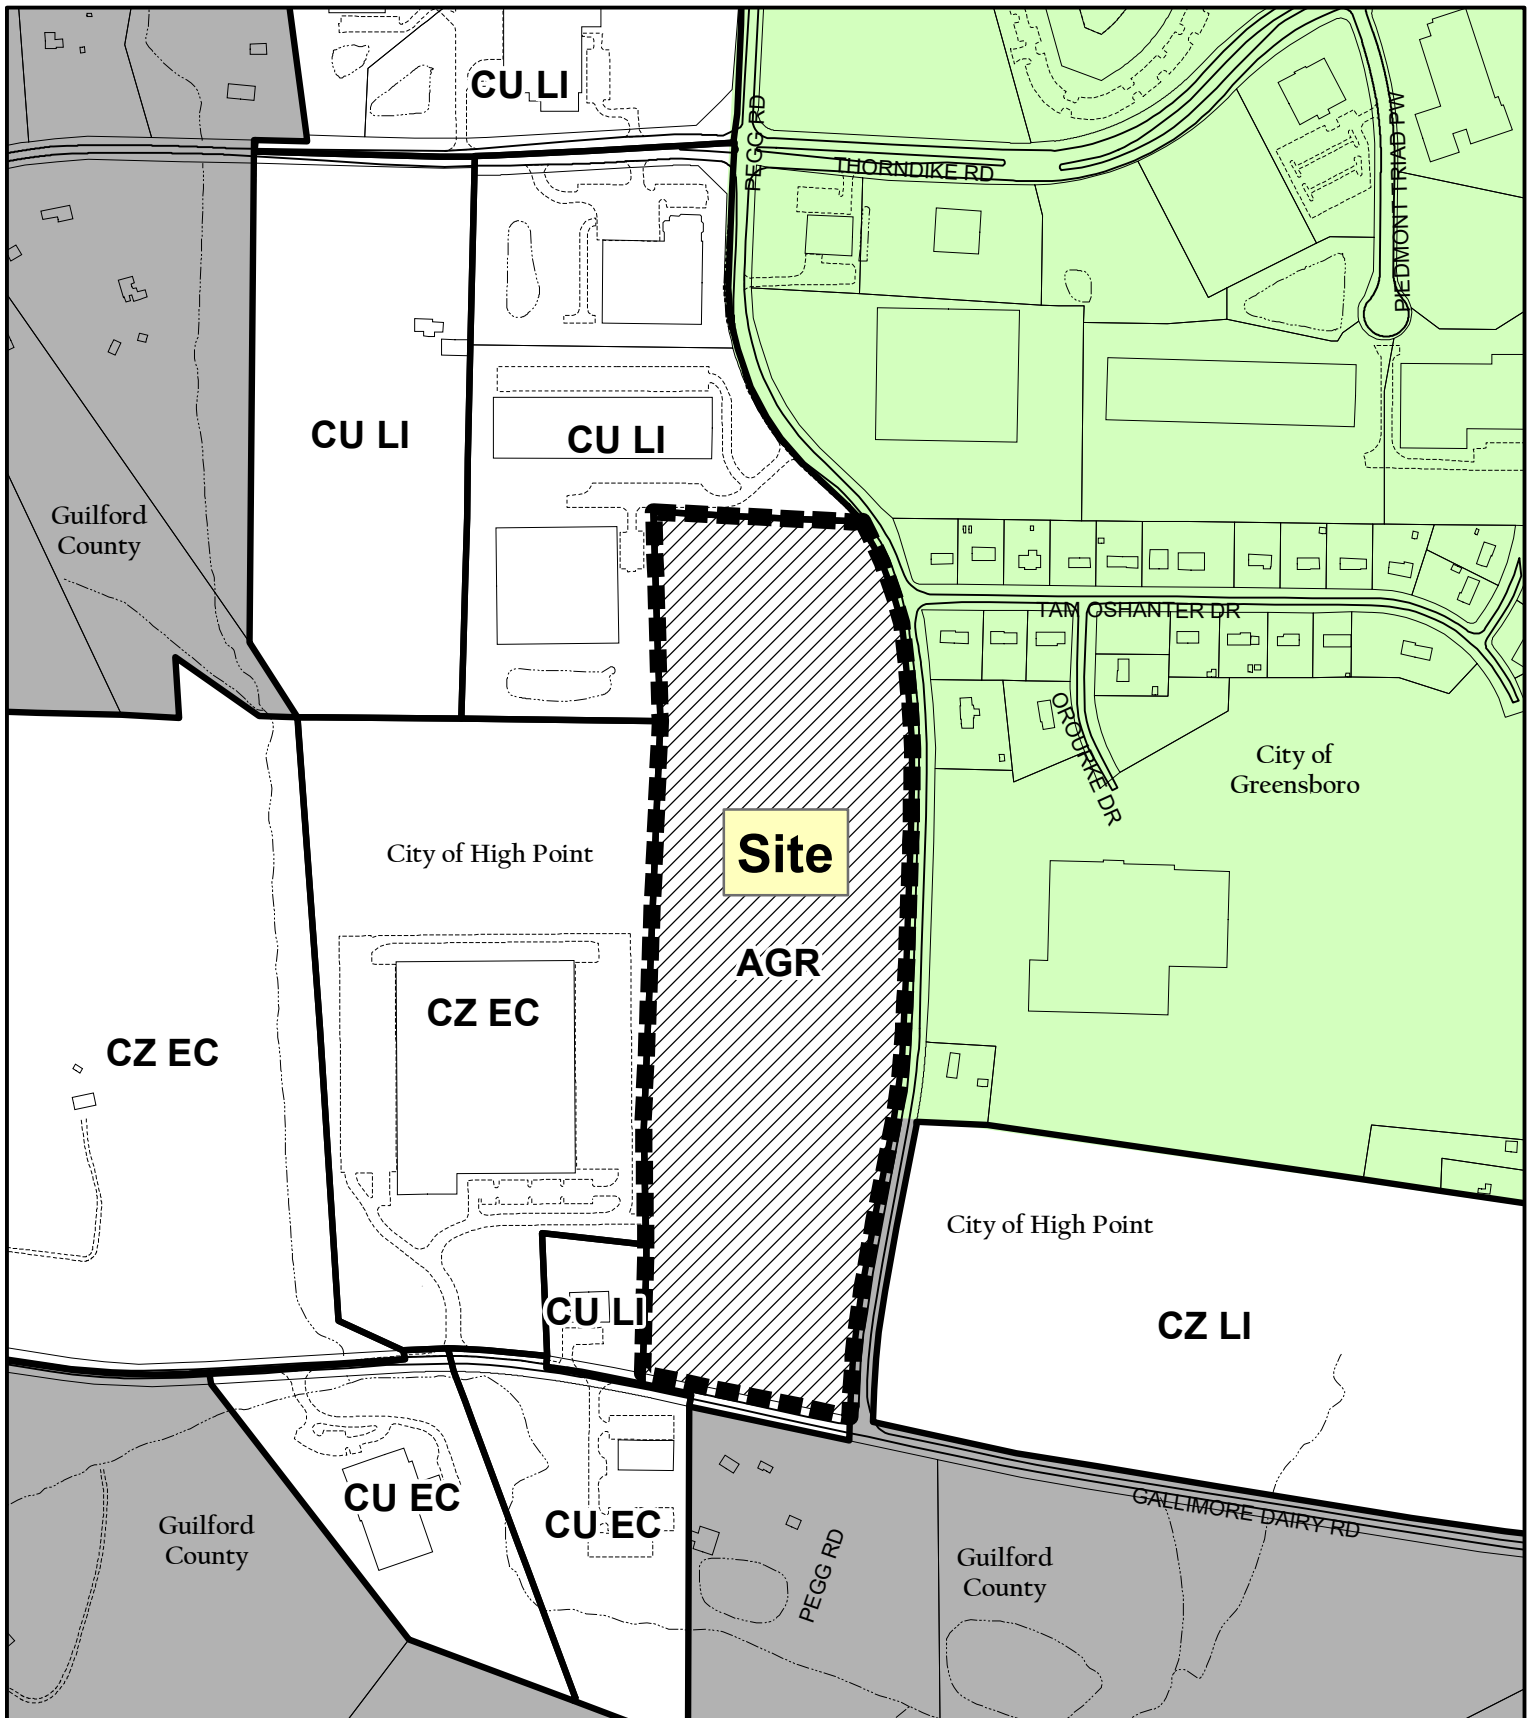 CU LI
PEGG RD
THORNDIKE RD
PIEDMONT TRIAD PW
CU LI
CU LI
Guilford
County
TAM OSHANTER DR
OROURKE DR
City of
Greensboro
City of High Point
Site
AGR
CZ EC
CZ EC
City of High Point
CU LI
CZ LI
CU EC
CU EC
GALLIMORE DAIRY RD
Guilford
County
PEGG RD
Guilford
County